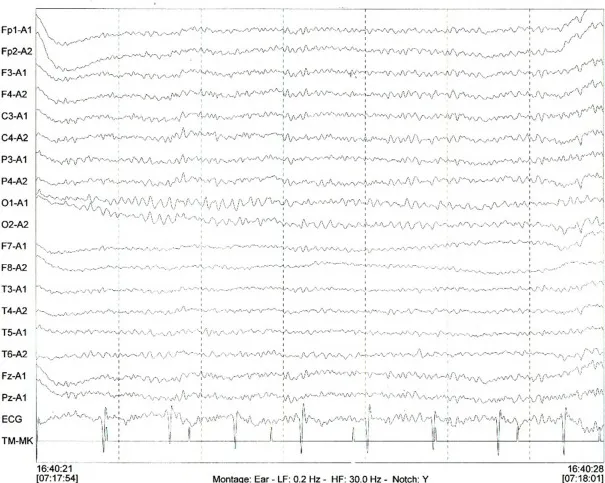 Fp1-A1
Fp2-A2
F3-A1
F4-A2
C3-A1
C4-A2
P3-A1
P4-A2
O1-A1
O2-A2
F7-A1
F8-A2
T3-A1
T4-A2
T5-A1
T6-A2
Fz-A1
Pz-A1
ECG
TM-MK
16:40:21 16:40:28
[07:17:54] Montage: Ear - LF: 0.2 Hz - HF: 30.0 Hz - Notch: Y [07:18:01]